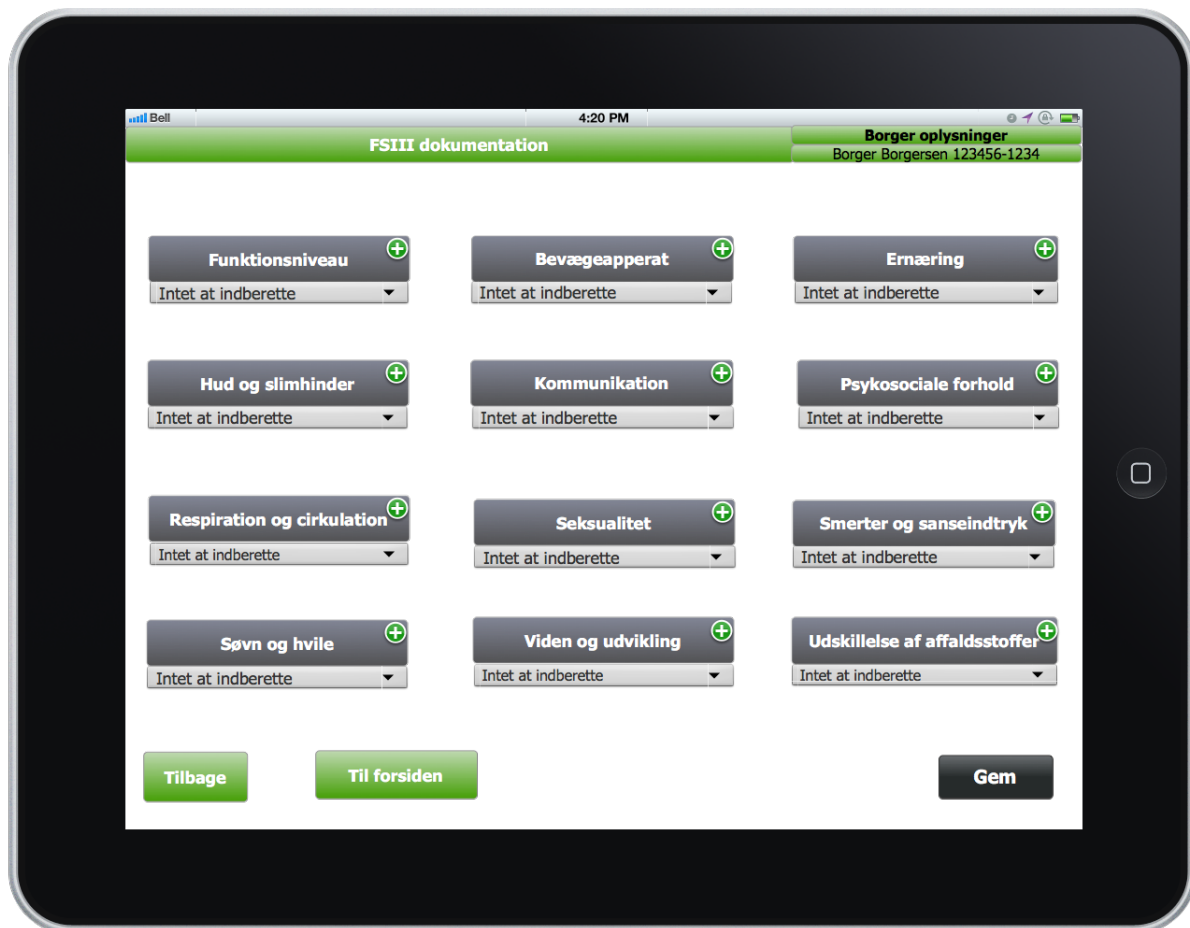 Bell
4:20 PM
FSIII dokumentation
Borger oplysninger
Borger Borgersen 123456-1234
Funktionsniveau
Bevægeapperat
Ernæring
Intet at indberette
Intet at indberette
Intet at indberette
Hud og slimhinder
Kommunikation
Psykosociale forhold
Intet at indberette
Intet at indberette
Intet at indberette
Respiration og cirkulation
Seksualitet
Smerter og sanseindtryk
Intet at indberette
Intet at indberette
Intet at indberette
Søvn og hvile
Viden og udvikling
Udskillelse af affaldsstoffer
Intet at indberette
Intet at indberette
Intet at indberette
Tilbage
Til forsiden
Gem